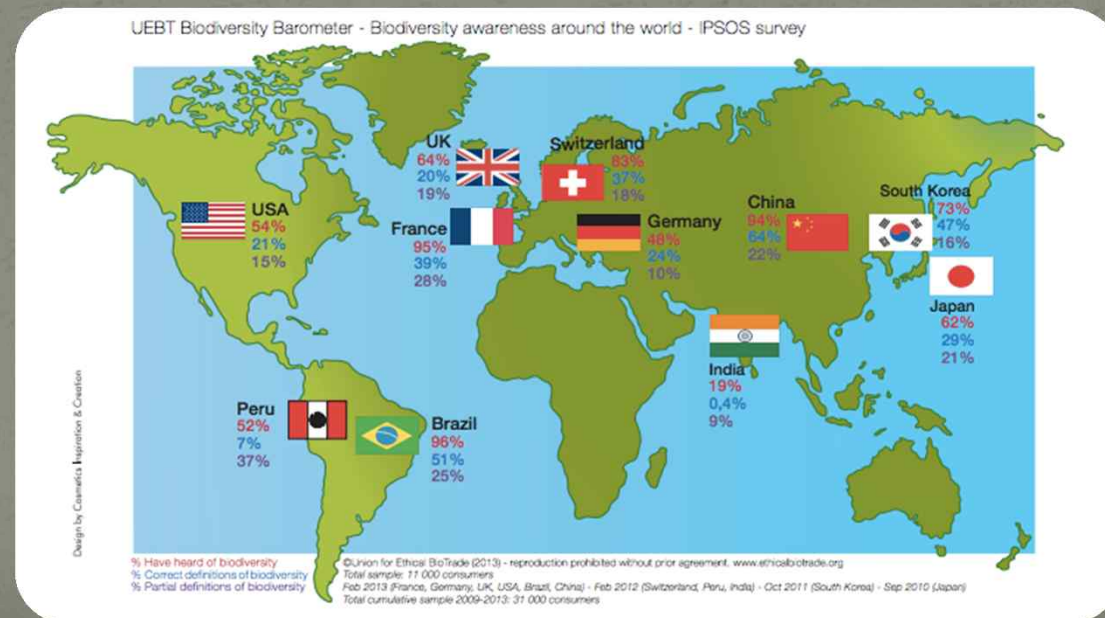 UEBT Biodiversity Barometer - Biodiversity awareness around the world - IPSOS survey
UK
64%
20%
19%
Switzerland
83%
37%
18%
USA
54%
21%
15%
France
95%
39%
28%
Germany
48%
24%
10%
China
94%
64%
22%
South Korea
73%
47%
16%
Japan
62%
29%
21%
India
19%
0,4%
9%
Peru
52%
7%
37%
Brazil
96%
51%
25%
Design by Cosmetics Inspiration & Creation
% Have heard of biodiversity
% Correct definitions of biodiversity
% Partial definitions of biodiversity
©Union for Ethical BioTrade (2013) - reproduction prohibited without prior agreement. www.ethicalbiotrade.org
Total sample: 11 000 consumers
Feb 2013 (France, Germany, UK, USA, Brazil, China) - Feb 2012 (Switzerland, Peru, India) - Oct 2011 (South Korea) - Sep 2010 (Japan)
Total cumulative sample 2009-2013: 31 000 consumers